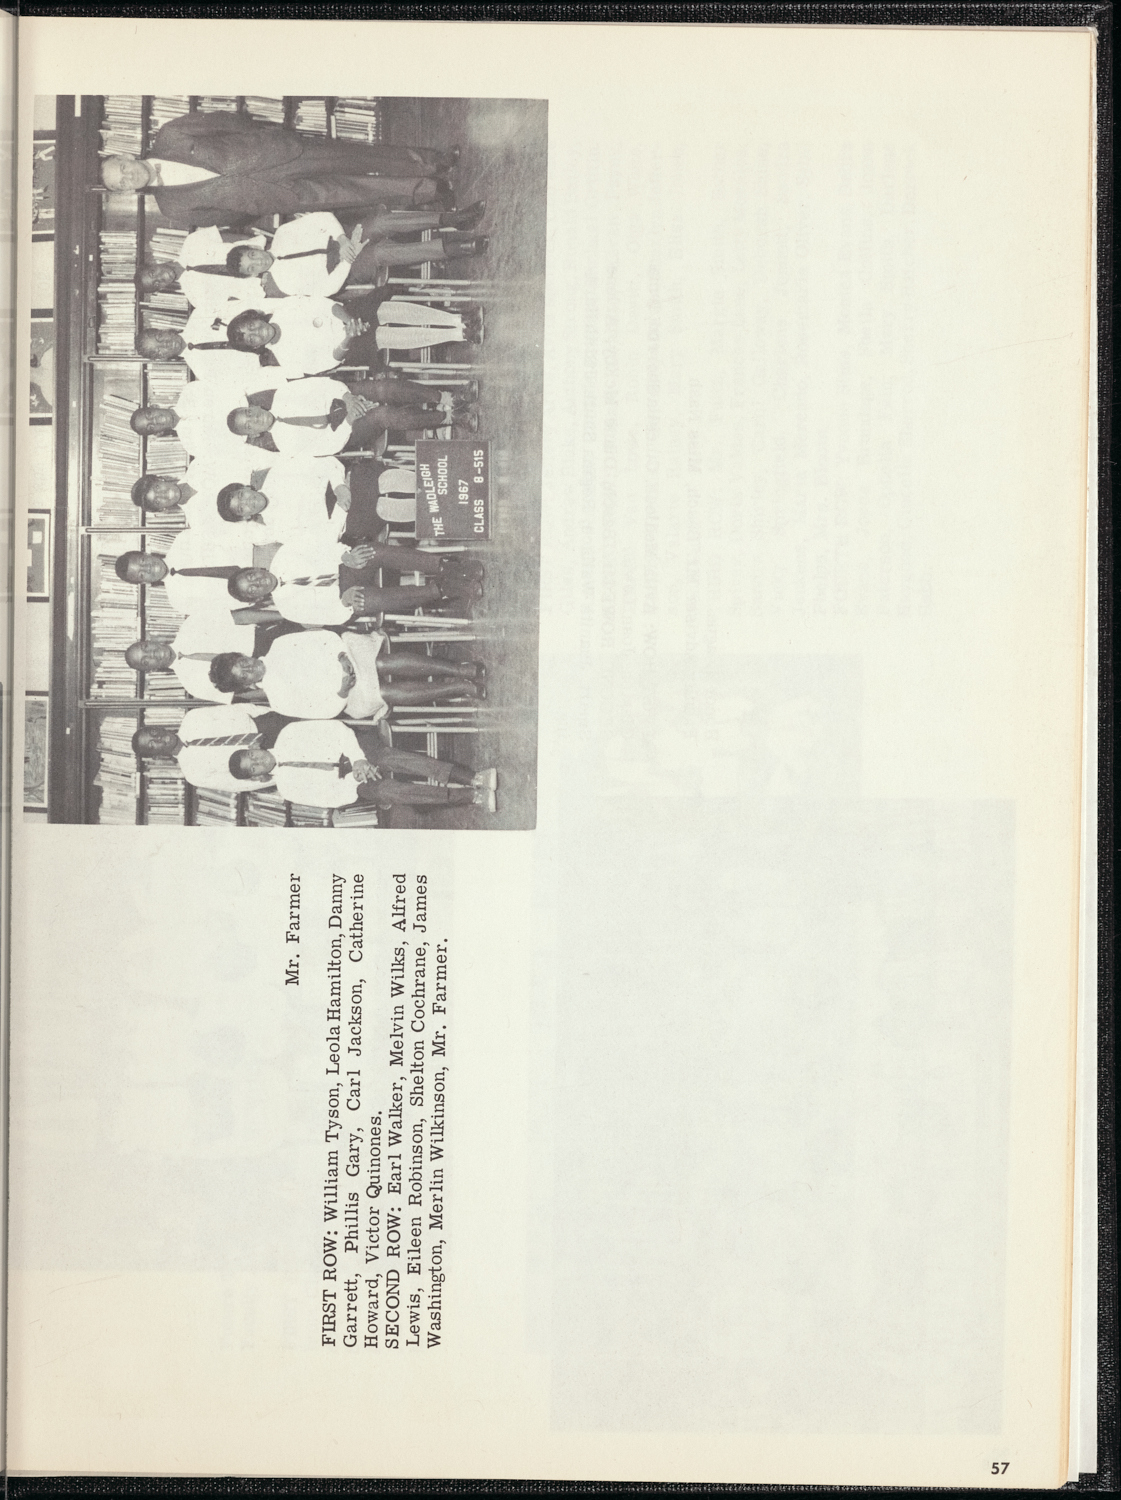 THE WADLEIGH
SCHOOL
1967
CLASS 8-515
Mr. Farmer
FIRST ROW: William Tyson, Leola Hamilton, Danny
Garrett, Phillis Gary, Carl Jackson, Catherine
Howard, Victor Quinones.
SECOND ROW: Earl Walker, Melvin Wilks, Alfred
Lewis, Eileen Robinson, Shelton Cochrane, James
Washington, Merlin Wilkinson, Mr. Farmer.
57